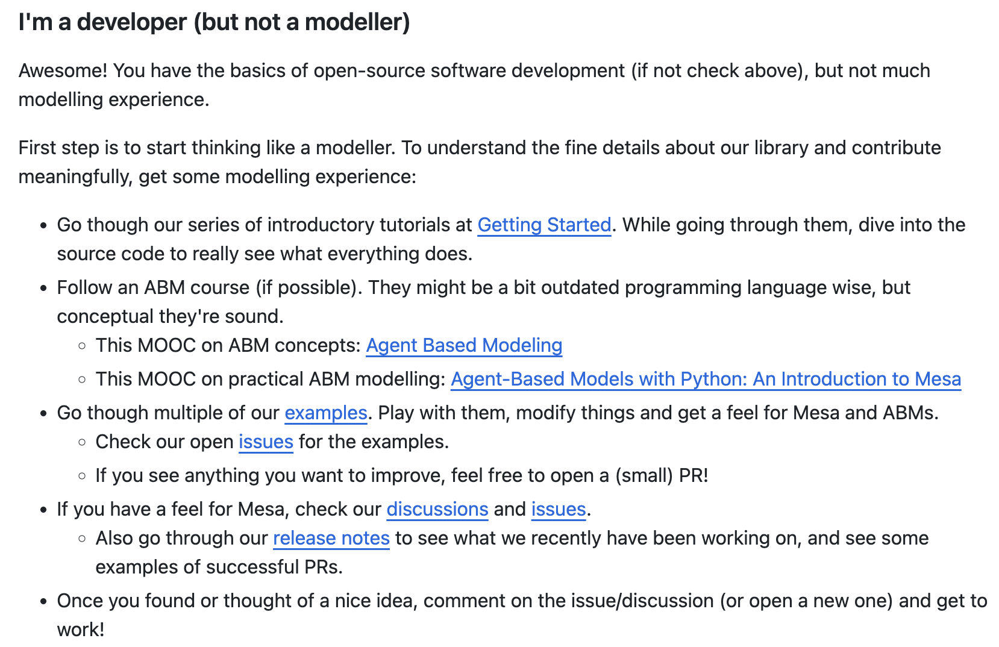 I'm a developer (but not a modeller)
Awesome! You have the basics of open-source software development (if not check above), but not much
modelling experience.
First step is to start thinking like a modeller. To understand the fine details about our library and contribute
meaningfully, get some modelling experience:
• Go though our series of introductory tutorials at Getting Started. While going through them, dive into the
source code to really see what everything does.
• Follow an ABM course (if possible). They might be a bit outdated programming language wise, but
conceptual they're sound.
◦ This MOOC on ABM concepts: Agent Based Modeling
◦ This MOOC on practical ABM modelling: Agent-Based Models with Python: An Introduction to Mesa
• Go though multiple of our examples. Play with them, modify things and get a feel for Mesa and ABMs.
◦ Check our open issues for the examples.
◦ If you see anything you want to improve, feel free to open a (small) PR!
• If you have a feel for Mesa, check our discussions and issues.
◦ Also go through our release notes to see what we recently have been working on, and see some
examples of successful PRs.
• Once you found or thought of a nice idea, comment on the issue/discussion (or open a new one) and get to
work!